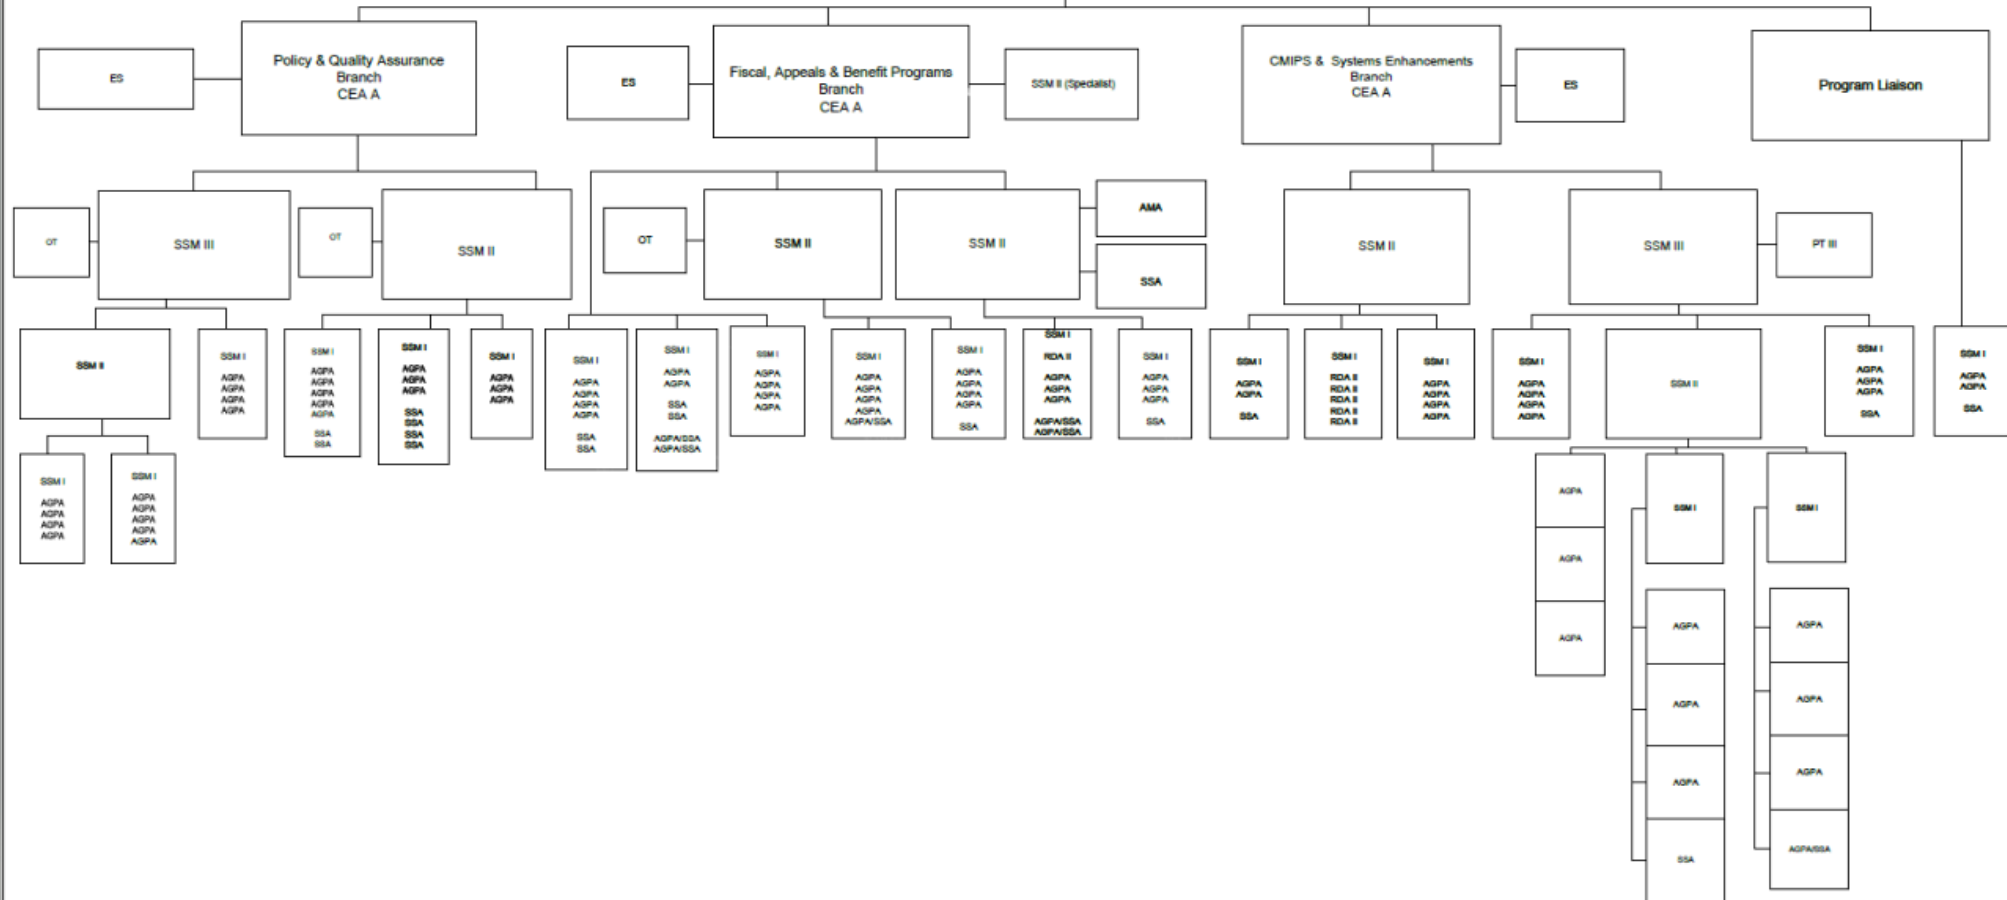 ES
Policy & Quality Assurance
Branch
CEA A
ES
Fiscal, Appeals & Benefit Programs
Branch
CEA A
SSM II (Specialist)
CMIPS & Systems Enhancements
Branch
CEA A
ES
Program Liaison
OT
SSM III
OT
SSM II
OT
SSM II
SSM II
AMA
SSA
SSM II
SSM III
PT III
SSM II
SSM I
AGPA
AGPA
AGPA
AGPA
SSM I
AGPA
AGPA
AGPA
AGPA
AGPA
SSA
SSA
SSM I
AGPA
AGPA
AGPA
SSA
SSA
SSA
SSA
SSM I
AGPA
AGPA
AGPA
SSM I
AGPA
AGPA
AGPA
AGPA
SSA
SSA
SSM I
AGPA
AGPA
SSA
SSA
AGPA/SSA
AGPA/SSA
SSM I
AGPA
AGPA
AGPA
AGPA
SSM I
AGPA
AGPA
AGPA
AGPA
AGPA/SSA
SSM I
AGPA
AGPA
AGPA
AGPA
SSA
SSM I
RDA II
AGPA
AGPA
AGPA
AGPA/SSA
AGPA/SSA
SSM I
AGPA
AGPA
AGPA
SSA
SSM I
AGPA
AGPA
SSA
SSM I
RDA II
RDA II
RDA II
RDA II
RDA II
SSM I
AGPA
AGPA
AGPA
AGPA
SSM I
AGPA
AGPA
AGPA
AGPA
SSM II
SSM I
AGPA
AGPA
AGPA
SSA
SSM I
AGPA
AGPA
SSA
SSM I
AGPA
AGPA
AGPA
AGPA
SSM I
AGPA
AGPA
AGPA
AGPA
AGPA
AGPA
AGPA
AGPA
SSM I
AGPA
AGPA
AGPA
SSA
SSM I
AGPA
AGPA
AGPA
AGPA/SSA